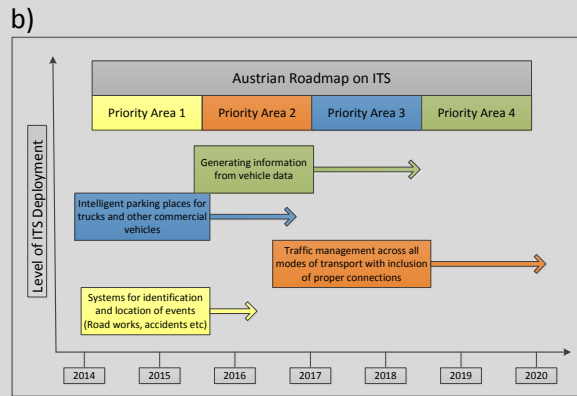 b)
Austrian Roadmap on ITS
Priority Area 1
Priority Area 2
Priority Area 3
Priority Area 4
Generating information
from vehicle data
Intelligent parking places for
trucks and other commercial
vehicles
Traffic management across all
modes of transport with inclusion
of proper connections
Systems for identification
and location of events
(Road works, accidents etc)
Level of ITS Deployment
2014
2015
2016
2017
2018
2019
2020